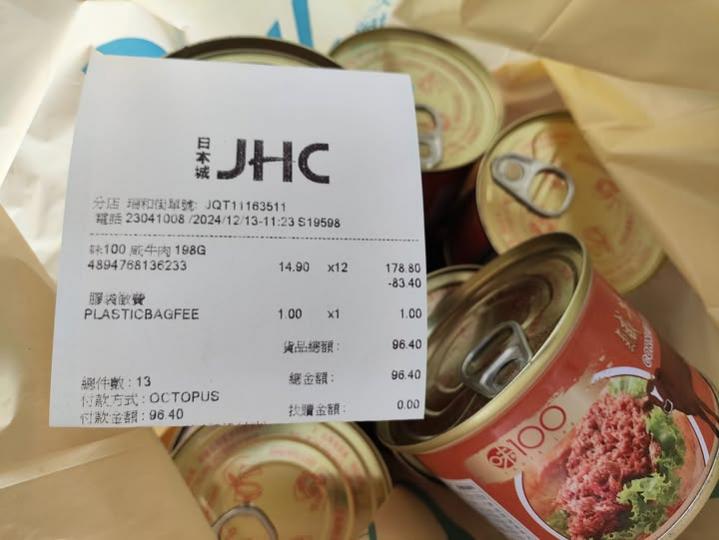 日本城 JHC
分店 瑞和街單號: JQT11163511
電話 23041008 /2024/12/13-11:23 S19598
味100 咸牛肉 198G
4894768136233 14.90 x12 178.80
-83.40
膠袋徵費
PLASTICBAGFEE 1.00 x1 1.00
貨品總額: 96.40
總件數: 13 總金額: 96.40
付款方式: OCTOPUS
付款金額: 96.40 找贖金額: 0.00
味100